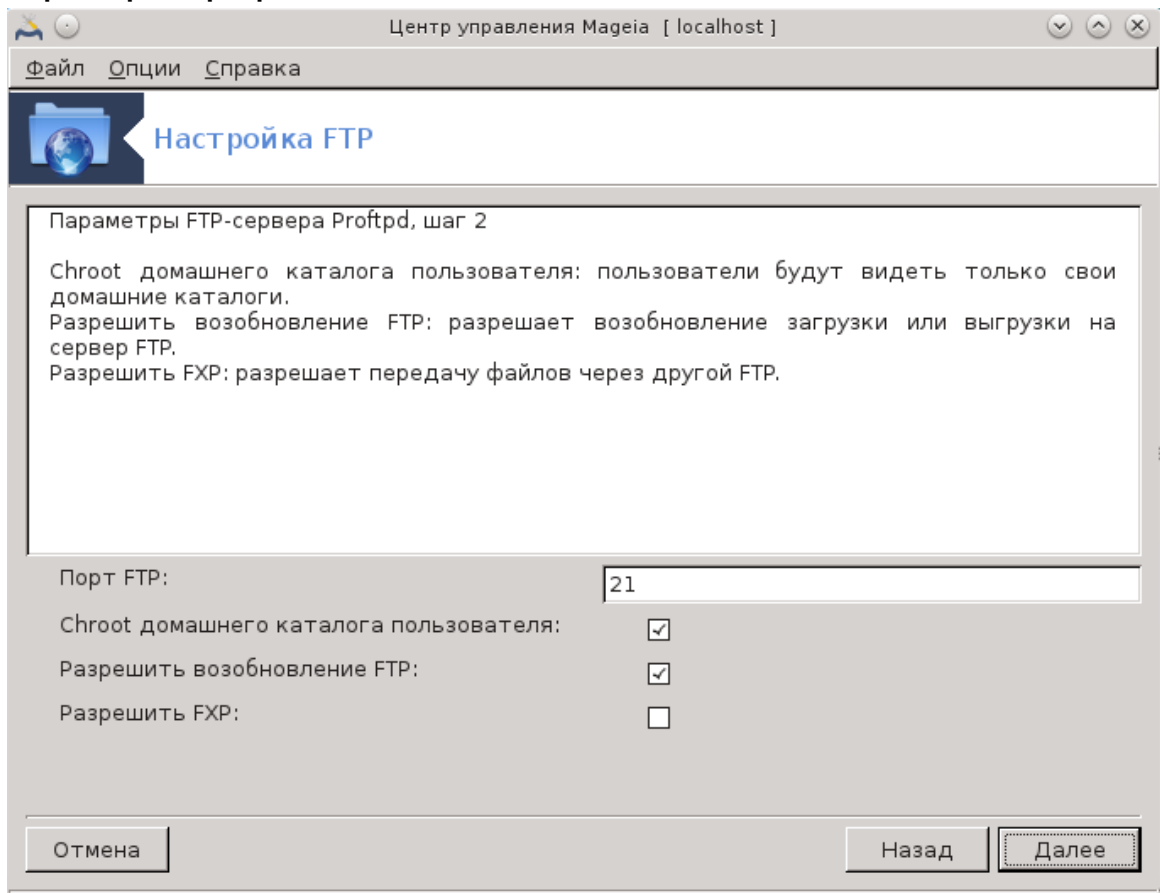 Центр управления Mageia [ localhost ]
Файл Опции Справка
Настройка FTP
Параметры FTP-сервера Proftpd, шаг 2
Chroot домашнего каталога пользователя: пользователи будут видеть только свои
домашние каталоги.
Разрешить возобновление FTP: разрешает возобновление загрузки или выгрузки на
сервер FTP.
Разрешить FXP: разрешает передачу файлов через другой FTP.
Порт FTP: 21
Chroot домашнего каталога пользователя:
Разрешить возобновление FTP:
Разрешить FXP:
Отмена Назад Далее